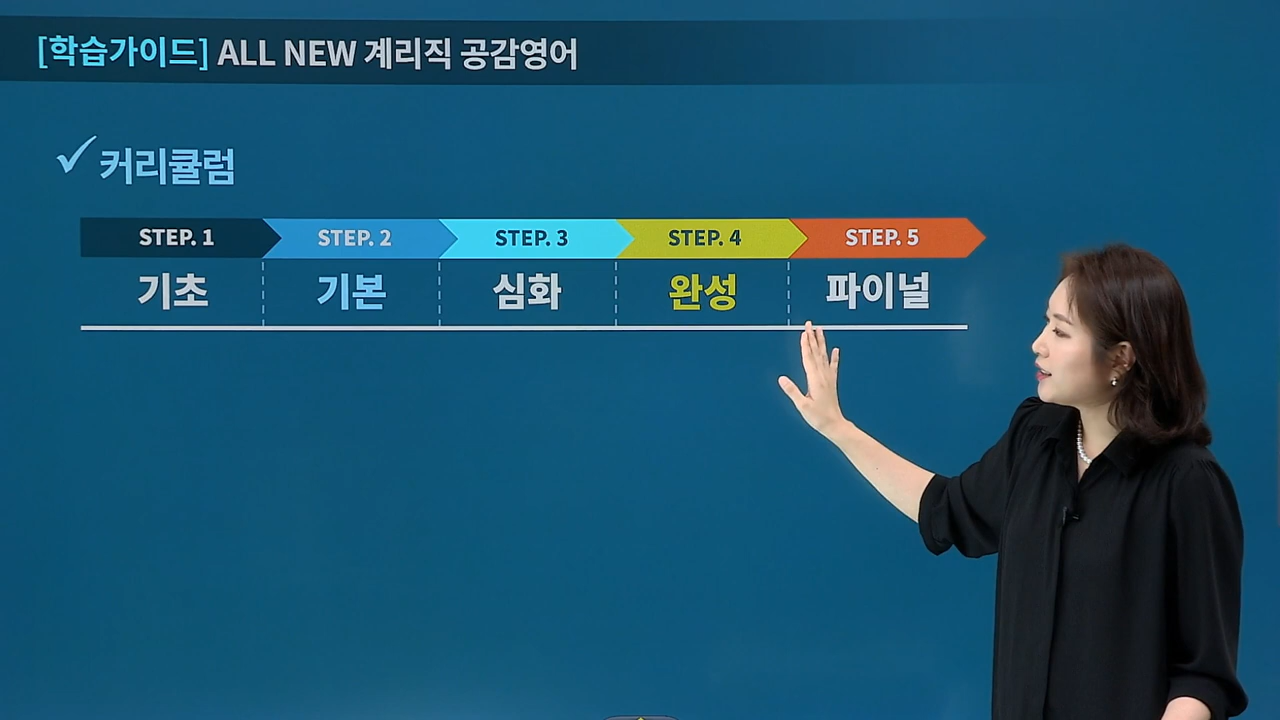 [학습가이드] ALL NEW 계리직 공감영어
✓ 커리큘럼
STEP. 1 STEP. 2 STEP. 3 STEP. 4 STEP. 5
기초 기본 심화 완성 파이널